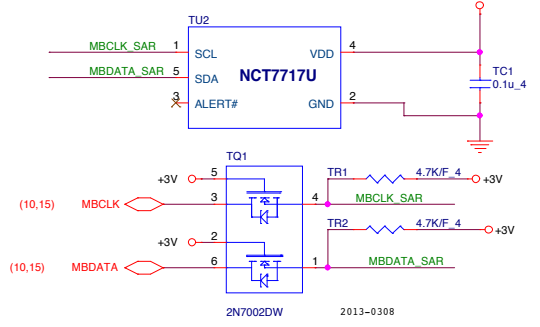 TU2
MBCLK_SAR 1 SCL VDD 4
MBDATA_SAR 5 SDA NCT7717U TC1
0.1u_4
3 ALERT# GND 2
TQ1
+3V 5 TR1 4.7K/F_4 +3V
(10,15) MBCLK 3 4 MBCLK_SAR
+3V 2 TR2 4.7K/F_4 +3V
(10,15) MBDATA 6 1 MBDATA_SAR
2N7002DW 2013-0308